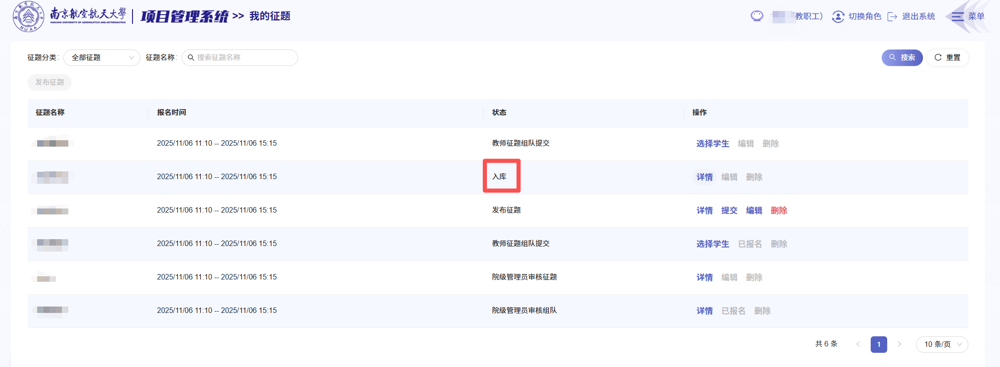 南京航空航天大學
NANJING UNIVERSITY OF AERONAUTICS AND ASTRONAUTICS
1952
NUAA
项目管理系统 >> 我的征题
教职工) 切换角色 退出系统 菜单
征题分类: 全部征题 征题名称: 搜索征题名称 搜索 重置
发布征题
征题名称 报名时间 状态 操作
2025/11/06 11:10 -- 2025/11/06 15:15 教师征题组队提交 选择学生 编辑 删除
2025/11/06 11:10 -- 2025/11/06 15:15 入库 详情 编辑 删除
2025/11/06 11:10 -- 2025/11/06 15:15 发布征题 详情 提交 编辑 删除
2025/11/06 11:10 -- 2025/11/06 15:15 教师征题组队提交 选择学生 已报名 删除
2025/11/06 11:10 -- 2025/11/06 15:15 院级管理员审核征题 详情 编辑 删除
2025/11/06 11:10 -- 2025/11/06 15:15 院级管理员审核组队 详情 已报名 删除
共 6 条 < 1 > 10 条/页